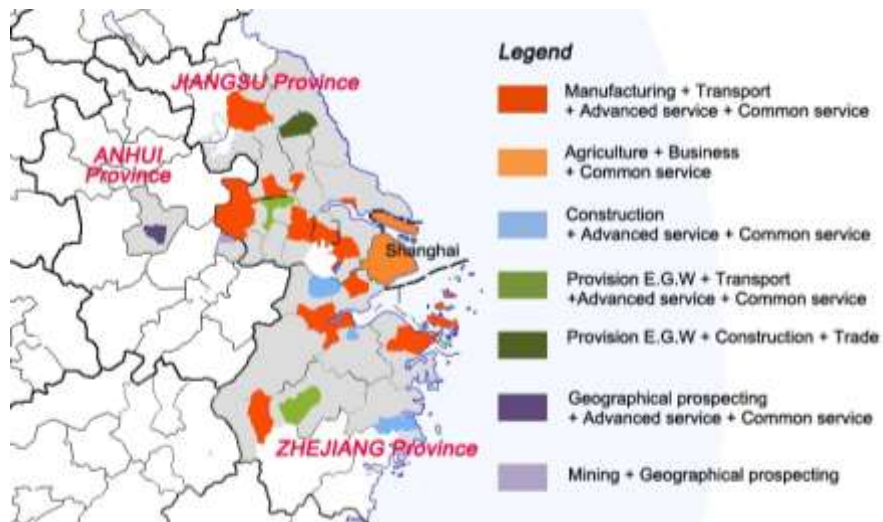 JIANGSU Province
ANHUI
Province
Shanghai
ZHEJIANG Province
Legend
Manufacturing + Transport
+ Advanced service + Common service
Agriculture + Business
+ Common service
Construction
+ Advanced service + Common service
Provision E.G.W + Transport
+Advanced service + Common service
Provision E.G.W + Construction + Trade
Geographical prospecting
+ Advanced service + Common service
Mining + Geographical prospecting